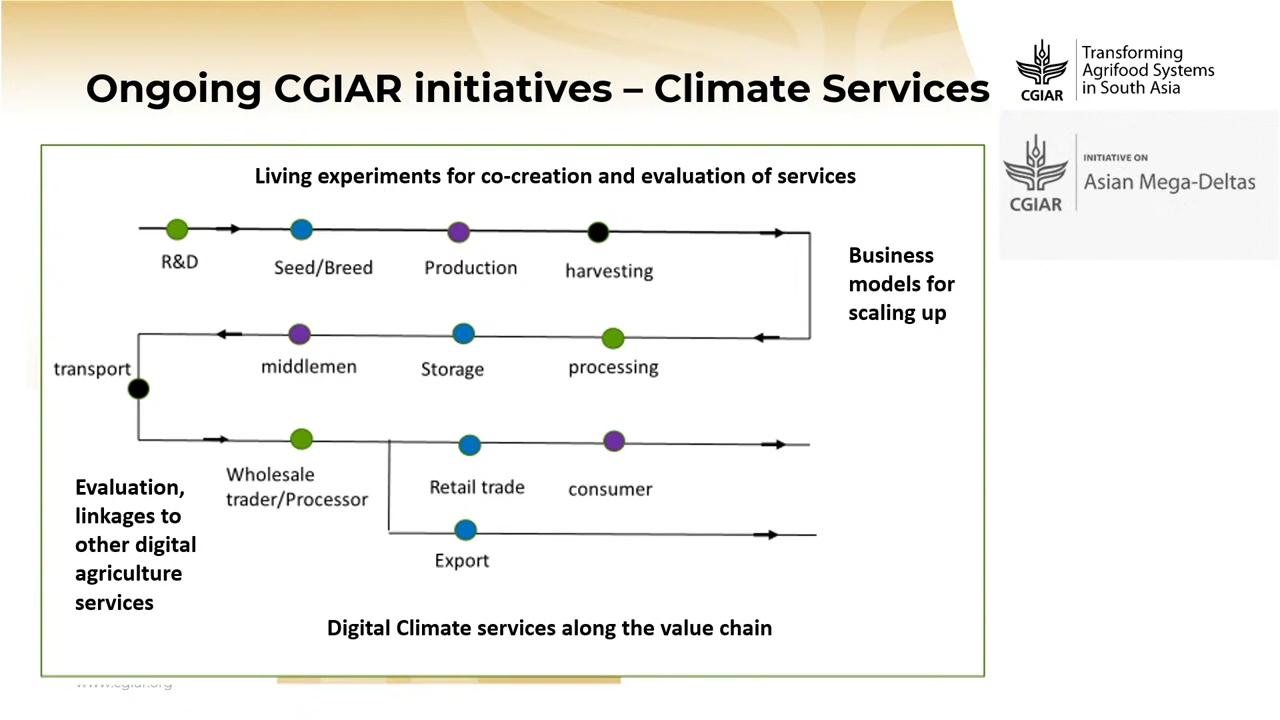 Ongoing CGIAR initiatives – Climate Services
Transforming
Agrifood Systems
in South Asia
CGIAR
INITIATIVE ON
Asian Mega-Deltas
CGIAR
Living experiments for co-creation and evaluation of services
R&D
Seed/Breed
Production
harvesting
Business
models for
scaling up
transport
middlemen
Storage
processing
Wholesale
trader/Processor
Retail trade
consumer
Export
Evaluation,
linkages to
other digital
agriculture
services
Digital Climate services along the value chain
www.cgiar.org